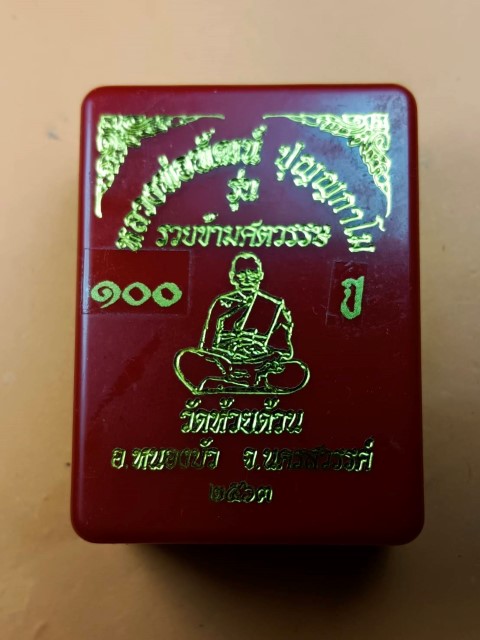 หลวงพ่อพัฒน์ ปุญญกาโม
รุ่น
รวยข้ามศตวรรษ
๑๐๐ ปี
วัดห้วยด้วน
อ.หนองบัว จ.นครสวรรค์
๒๕๖๓